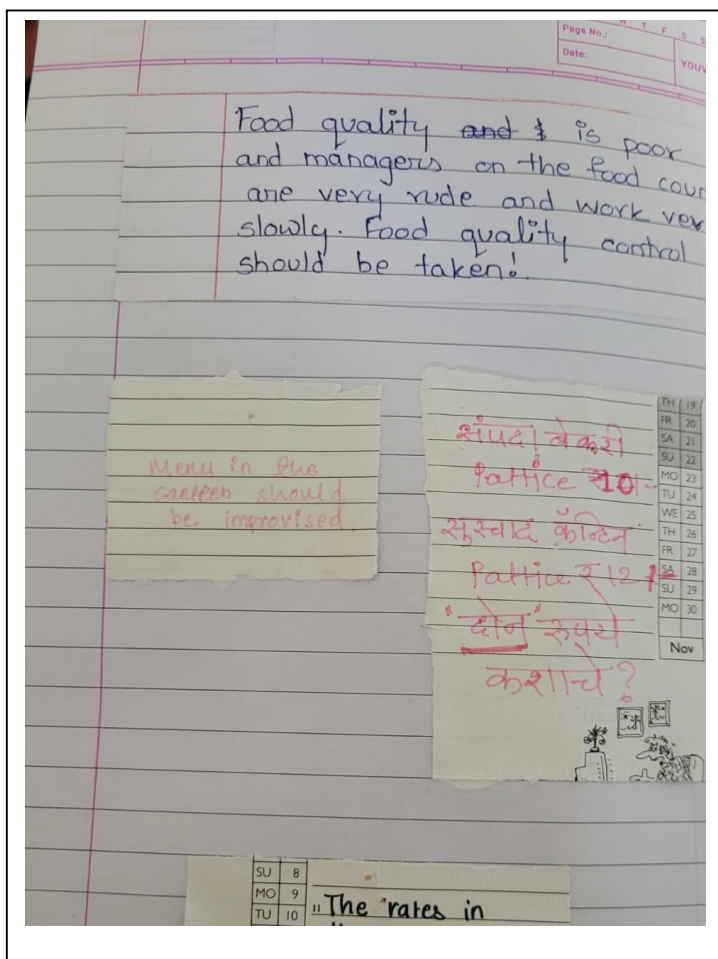 W T F S S
Page No.:
Date:
YOUV
Food quality and & is poor
and managers on the food cour
are very rude and work ver
slowly. Food quality control
should be taken!
Menu in the
canteen should
be improvised.
संपदा बेकरी
Pattice ₹10/-
सुस्वाद कॅन्टिन
Pattice ₹12/-
"दोन" रुपये
कशाचे?
TH 19
FR 20
SA 21
SU 22
MO 23
TU 24
WE 25
TH 26
FR 27
SA 28
SU 29
MO 30
Nov
SU 8
MO 9
TU 10
"The rates in